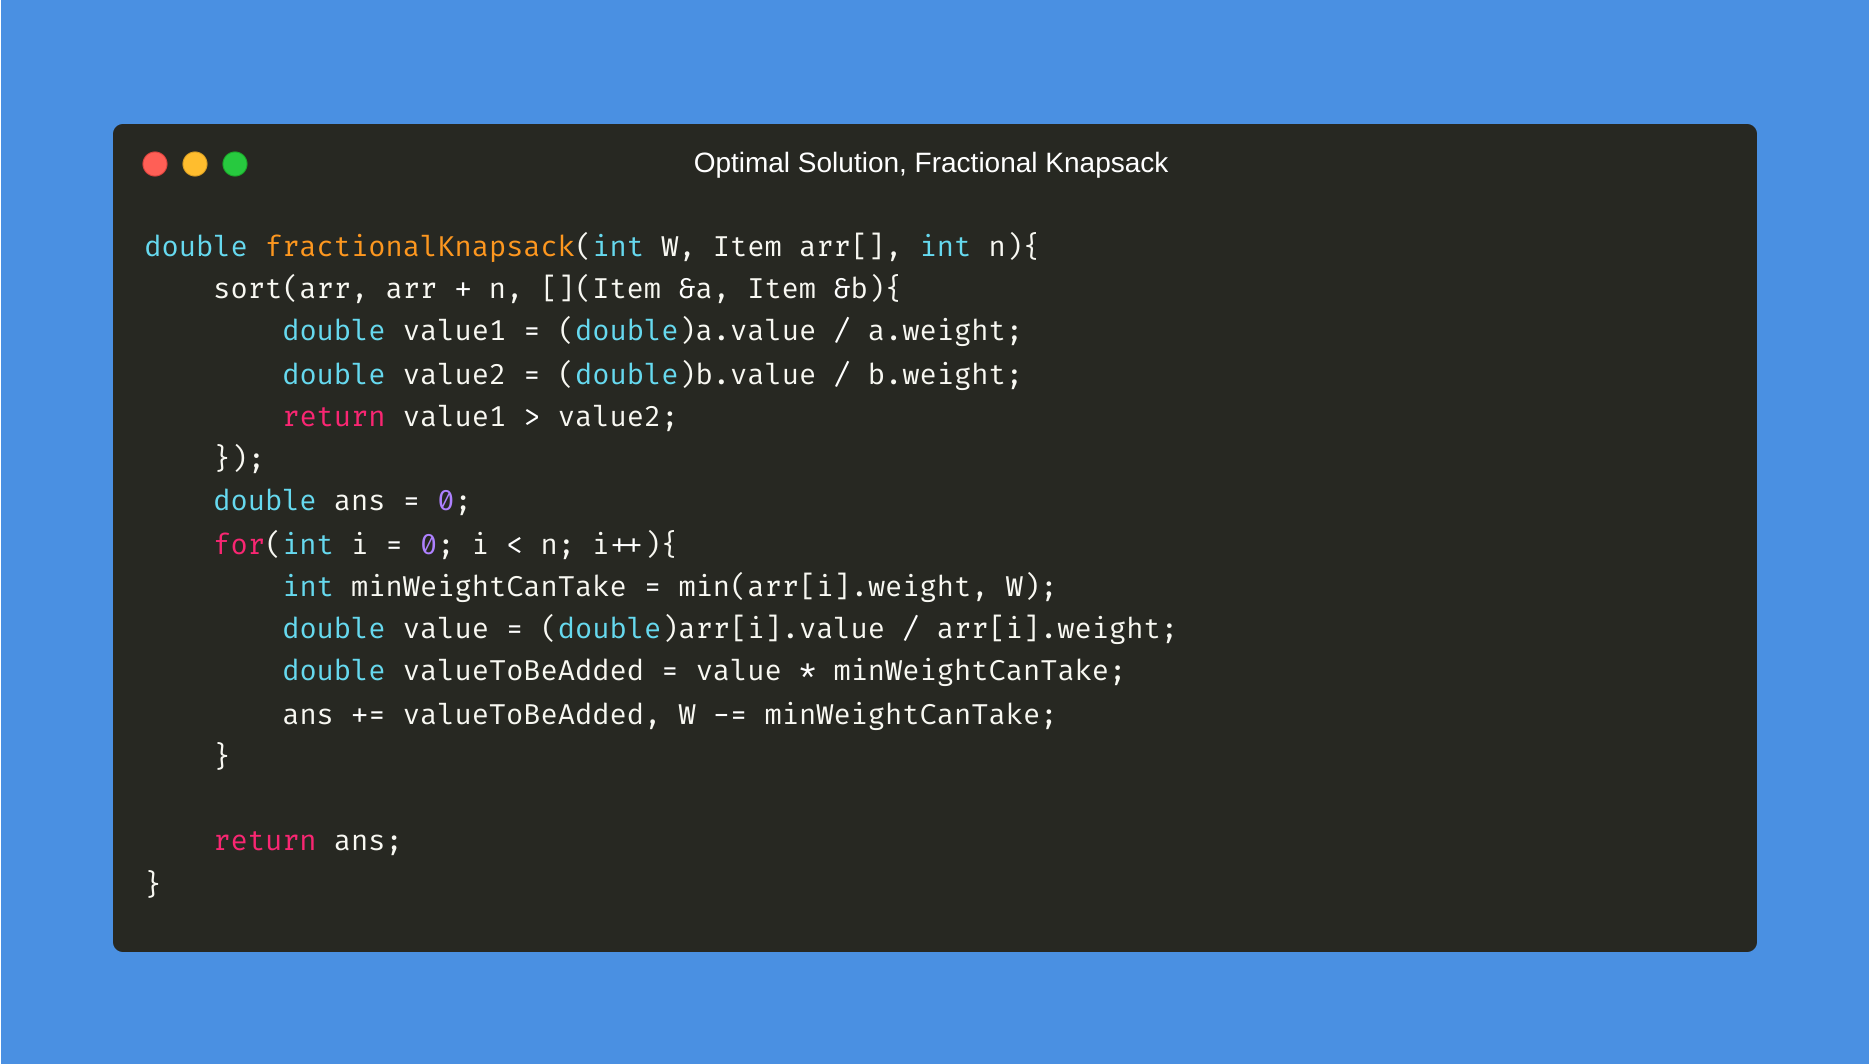 Optimal Solution, Fractional Knapsack
double fractionalKnapsack(int W, Item arr[], int n){
    sort(arr, arr + n, [](Item &a, Item &b){
        double value1 = (double)a.value / a.weight;
        double value2 = (double)b.value / b.weight;
        return value1 > value2;
    });
    double ans = 0;
    for(int i = 0; i < n; i++){
        int minWeightCanTake = min(arr[i].weight, W);
        double value = (double)arr[i].value / arr[i].weight;
        double valueToBeAdded = value * minWeightCanTake;
        ans += valueToBeAdded, W -= minWeightCanTake;
    }
    return ans;
}